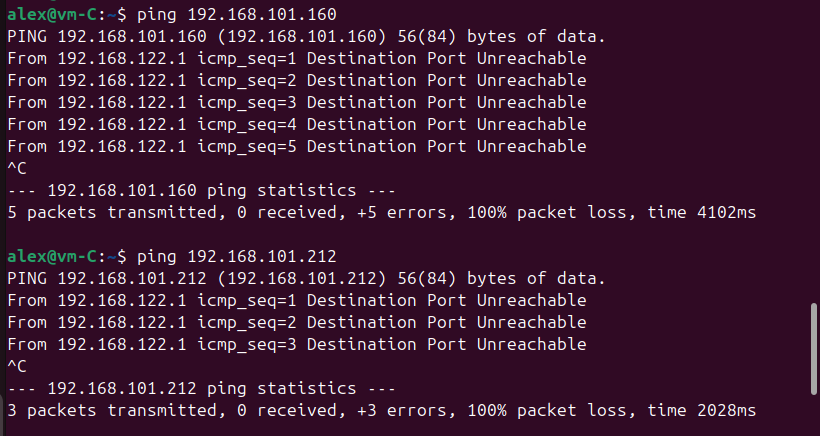 alex@vm-C:~$ ping 192.168.101.160
PING 192.168.101.160 (192.168.101.160) 56(84) bytes of data.
From 192.168.122.1 icmp_seq=1 Destination Port Unreachable
From 192.168.122.1 icmp_seq=2 Destination Port Unreachable
From 192.168.122.1 icmp_seq=3 Destination Port Unreachable
From 192.168.122.1 icmp_seq=4 Destination Port Unreachable
From 192.168.122.1 icmp_seq=5 Destination Port Unreachable
^C
--- 192.168.101.160 ping statistics ---
5 packets transmitted, 0 received, +5 errors, 100% packet loss, time 4102ms
alex@vm-C:~$ ping 192.168.101.212
PING 192.168.101.212 (192.168.101.212) 56(84) bytes of data.
From 192.168.122.1 icmp_seq=1 Destination Port Unreachable
From 192.168.122.1 icmp_seq=2 Destination Port Unreachable
From 192.168.122.1 icmp_seq=3 Destination Port Unreachable
^C
--- 192.168.101.212 ping statistics ---
3 packets transmitted, 0 received, +3 errors, 100% packet loss, time 2028ms